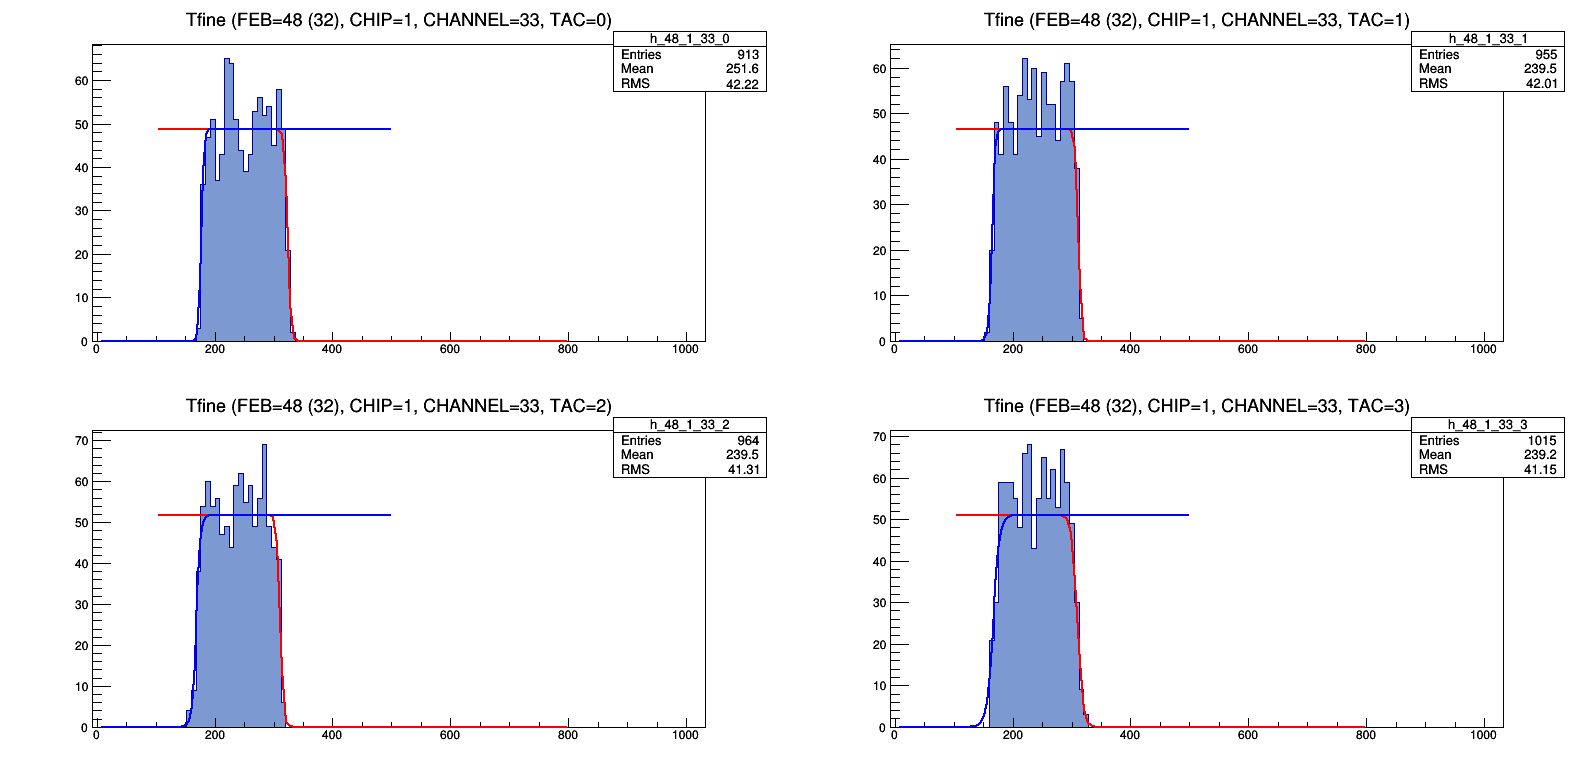 Tfine (FEB=48 (32), CHIP=1, CHANNEL=33, TAC=0)
h_48_1_33_0
Entries 913
Mean 251.6
RMS 42.22
60
50
40
30
20
10
0
0 200 400 600 800 1000
Tfine (FEB=48 (32), CHIP=1, CHANNEL=33, TAC=1)
h_48_1_33_1
Entries 955
Mean 239.5
RMS 42.01
60
50
40
30
20
10
0
0 200 400 600 800 1000
Tfine (FEB=48 (32), CHIP=1, CHANNEL=33, TAC=2)
h_48_1_33_2
Entries 964
Mean 239.5
RMS 41.31
70
60
50
40
30
20
10
0
0 200 400 600 800 1000
Tfine (FEB=48 (32), CHIP=1, CHANNEL=33, TAC=3)
h_48_1_33_3
Entries 1015
Mean 239.2
RMS 41.15
70
60
50
40
30
20
10
0
0 200 400 600 800 1000